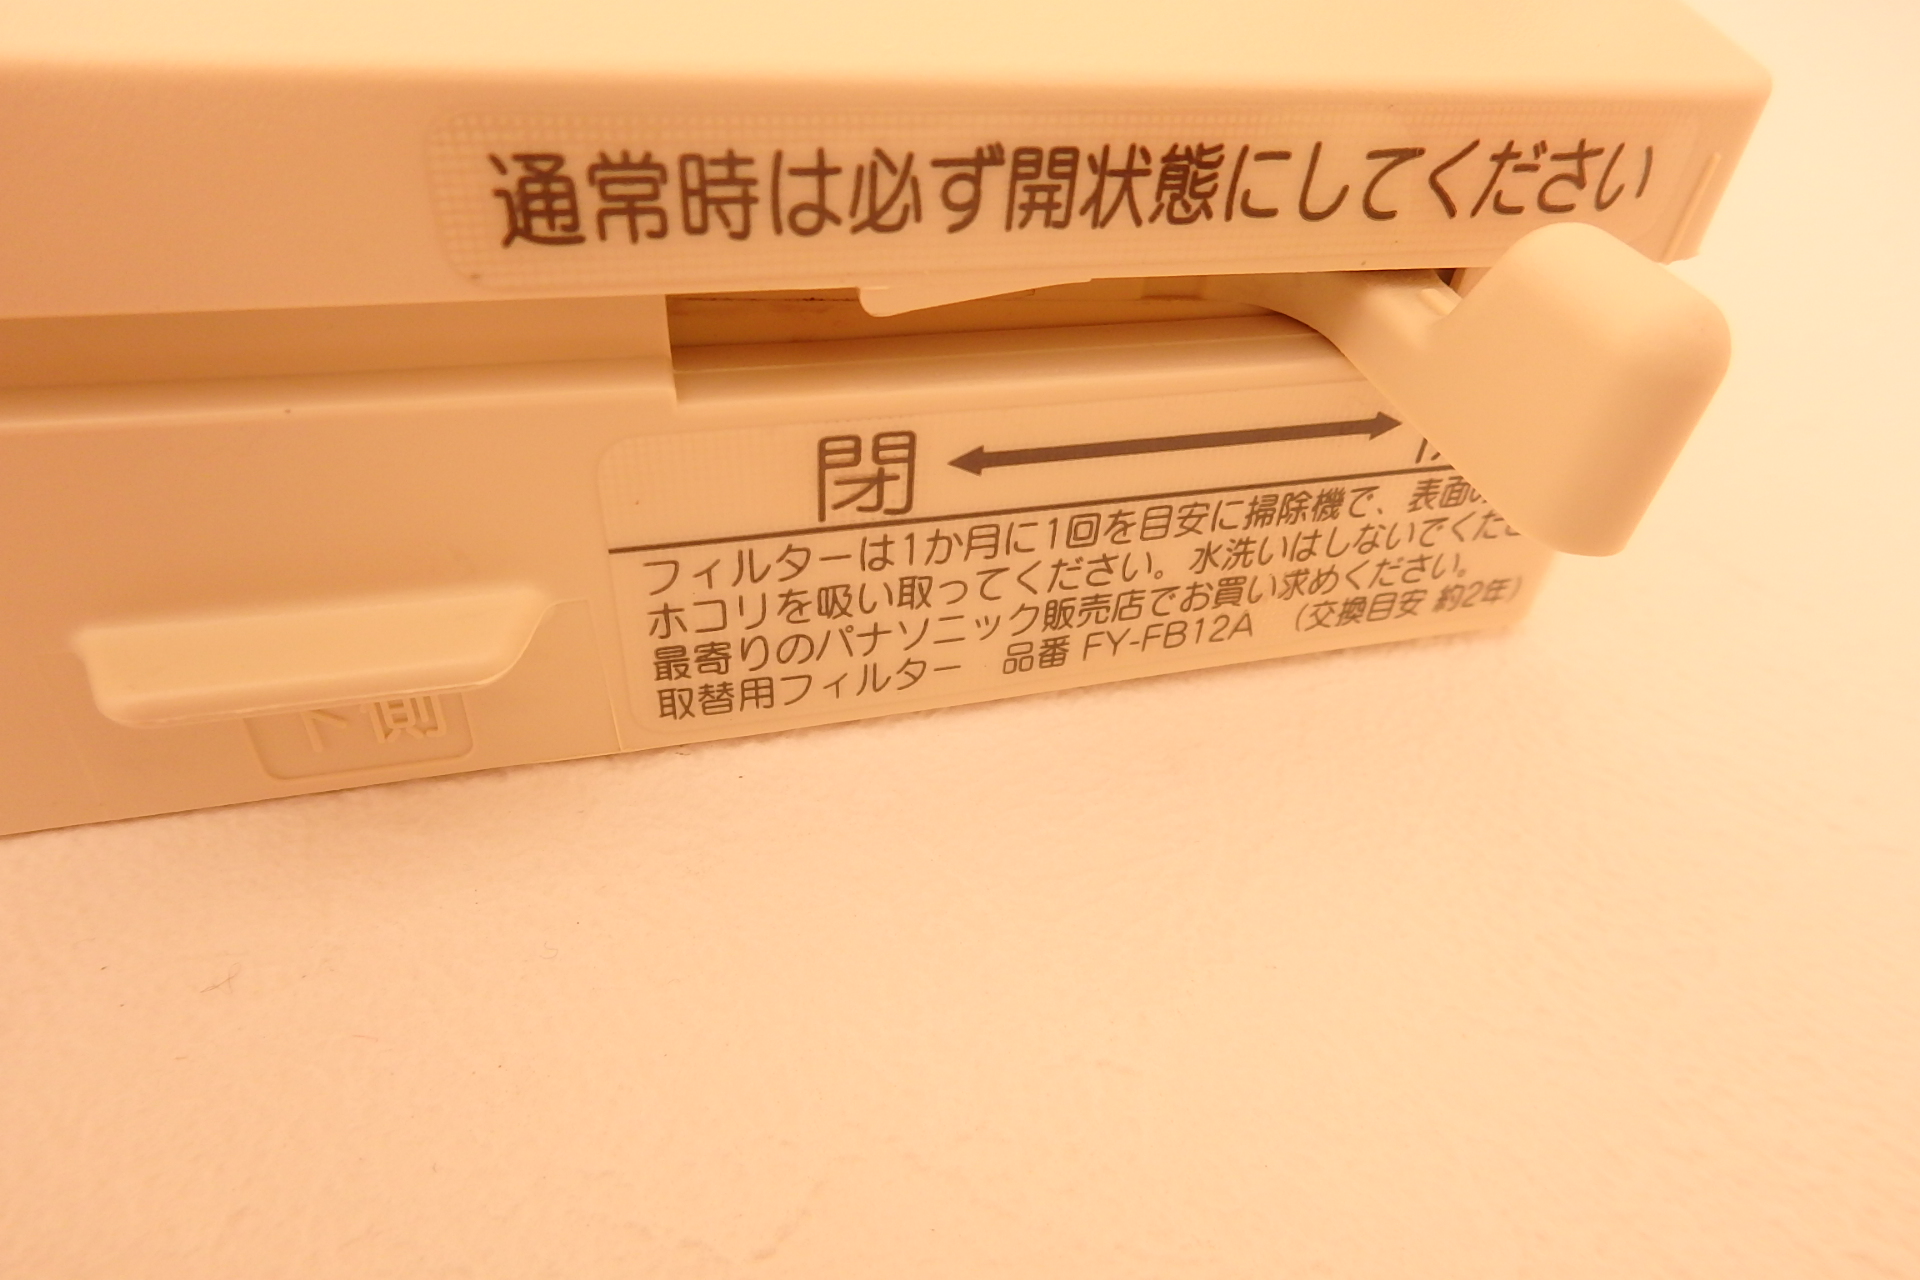 通常時は必ず開状態にしてください
閉
フィルターは1か月に1回を目安に掃除機で、表面の
ホコリを吸い取ってください。水洗いはしないでくださ
最寄りのパナソニック販売店でお買い求めください。
取替用フィルター 品番 FY-FB12A (交換目安 約2年)
下側